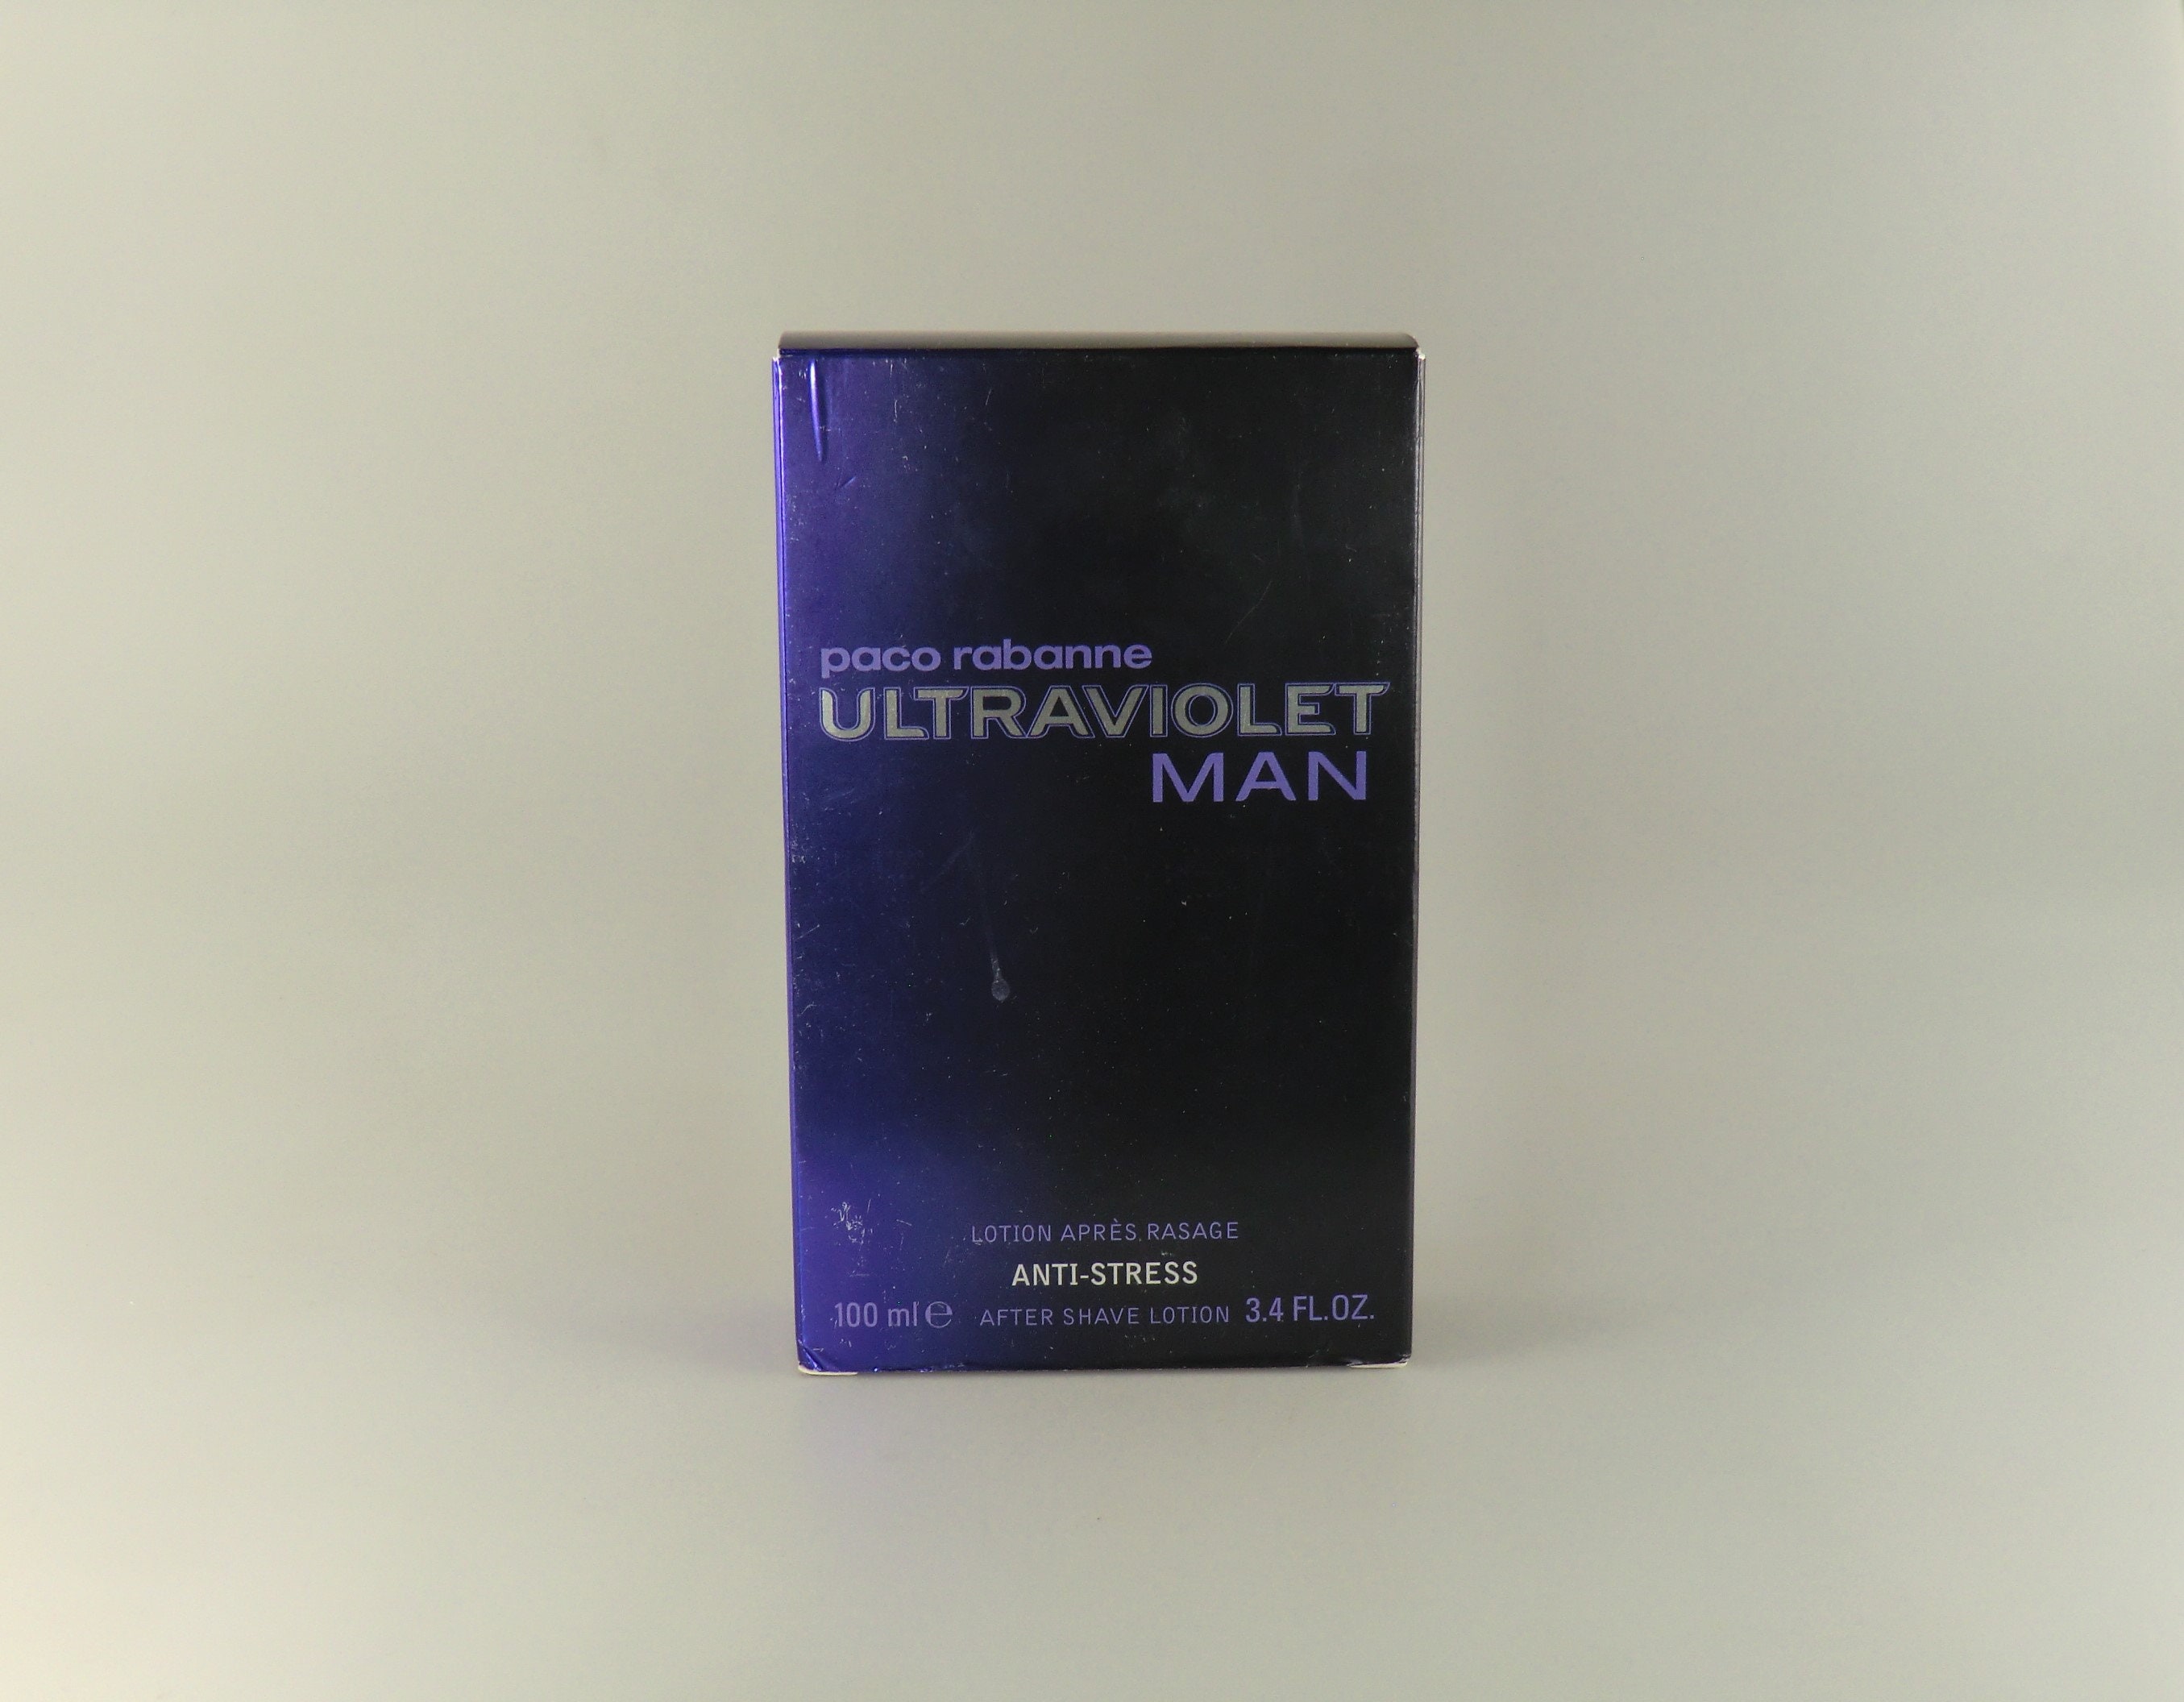 paco rabanne
ULTRAVIOLET
MAN
LOTION APRÈS RASAGE
ANTI-STRESS
100 ml ℮ AFTER SHAVE LOTION 3.4 FL.OZ.